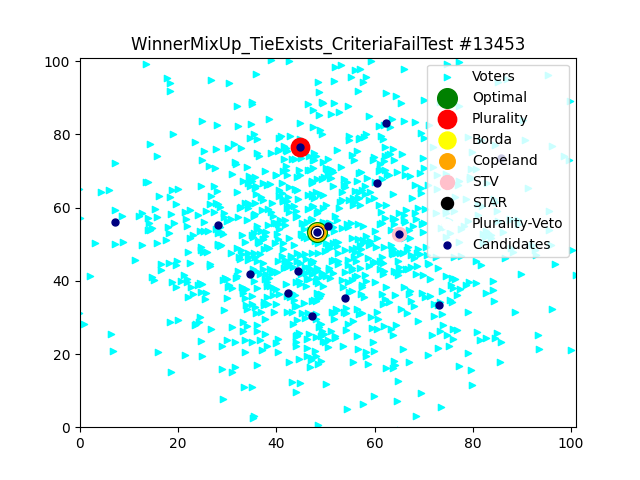 WinnerMixUp_TieExists_CriteriaFailTest #13453
100
80
60
40
20
0
0 20 40 60 80 100
Voters
Optimal
Plurality
Borda
Copeland
STV
STAR
Plurality-Veto
Candidates